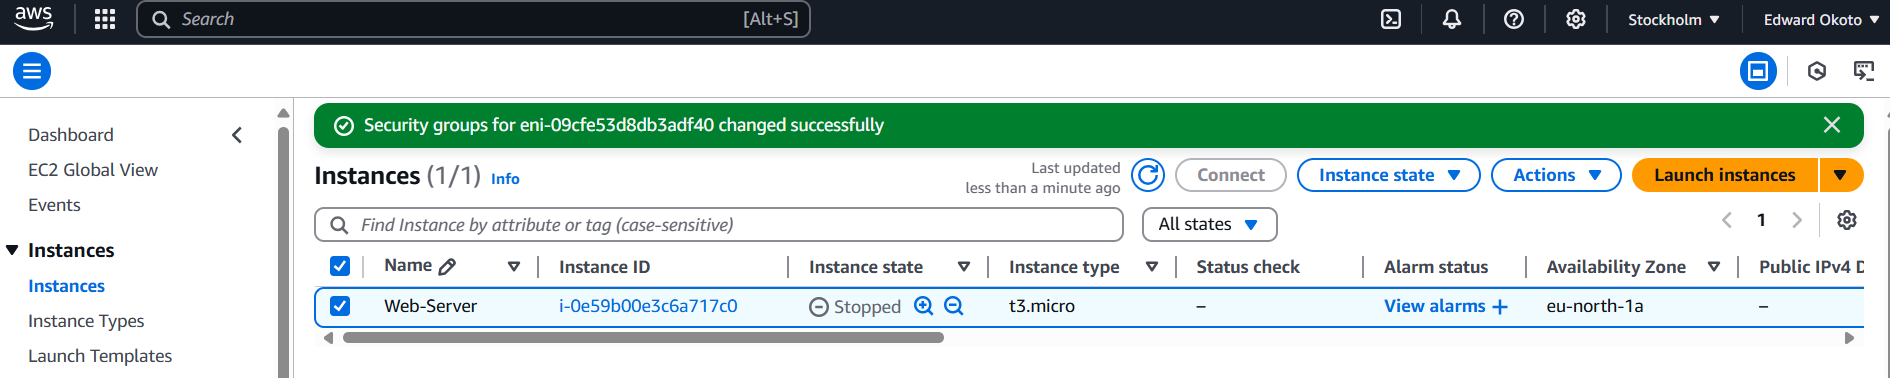 aws
Search [Alt+S]
Stockholm ▼
Edward Okoto ▼
Dashboard
EC2 Global View
Events
Instances
Instances
Instance Types
Launch Templates
Security groups for eni-09cfe53d8db3adf40 changed successfully
Instances (1/1) Info
Last updated
less than a minute ago
Connect
Instance state
Actions
Launch instances
Find Instance by attribute or tag (case-sensitive)
All states
1
Name Instance ID Instance state Instance type Status check Alarm status Availability Zone Public IPv4 D
Web-Server i-0e59b00e3c6a717c0 Stopped t3.micro – View alarms + eu-north-1a –